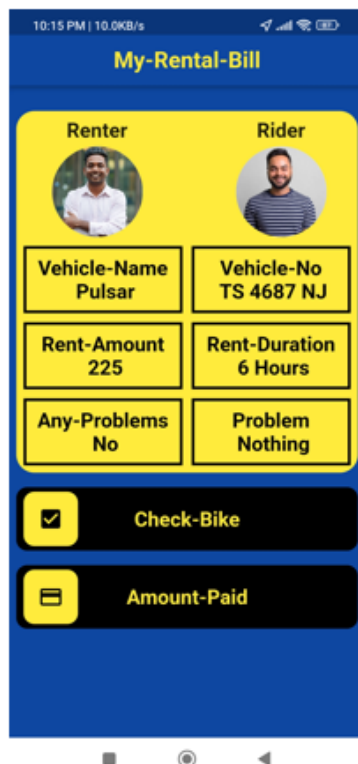 10:15 PM | 10.0KB/s
My-Rental-Bill
Renter
Rider
Vehicle-Name
Pulsar
Vehicle-No
TS 4687 NJ
Rent-Amount
225
Rent-Duration
6 Hours
Any-Problems
No
Problem
Nothing
Check-Bike
Amount-Paid